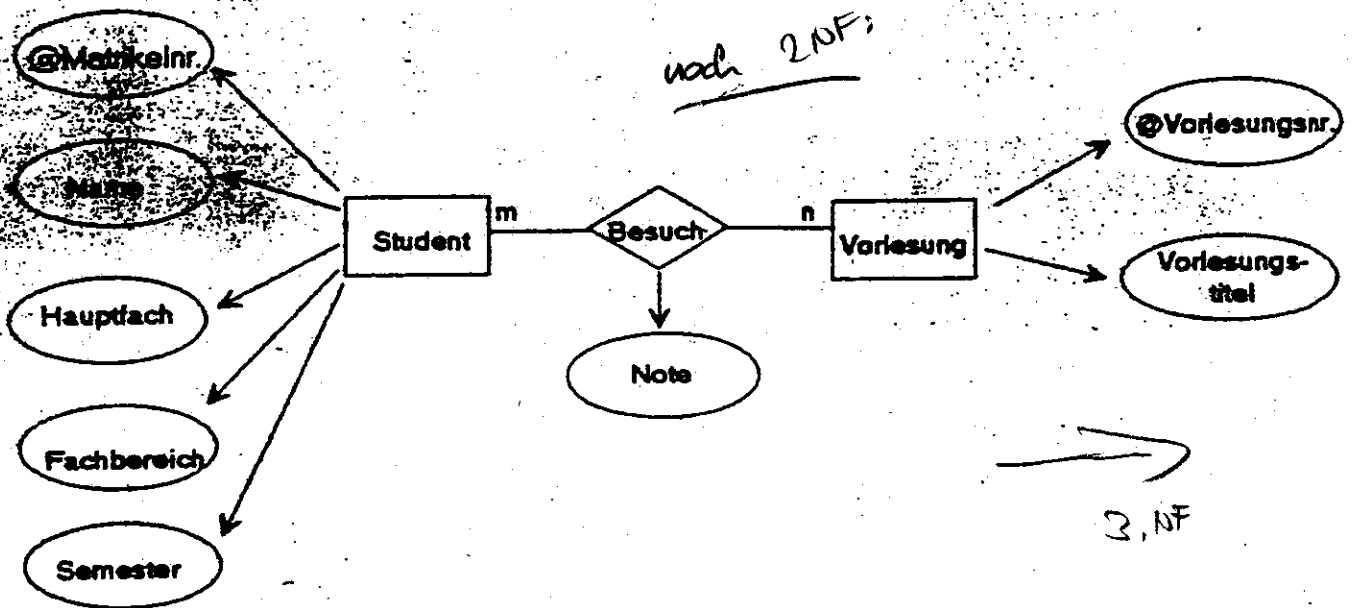 @Matrikelnr.
nach 2NF:
@Vorlesungsnr.
Name
Student
m
Besuch
n
Vorlesung
Vorlesungs-
titel
Hauptfach
Note
Fachbereich
3. NF
Semester